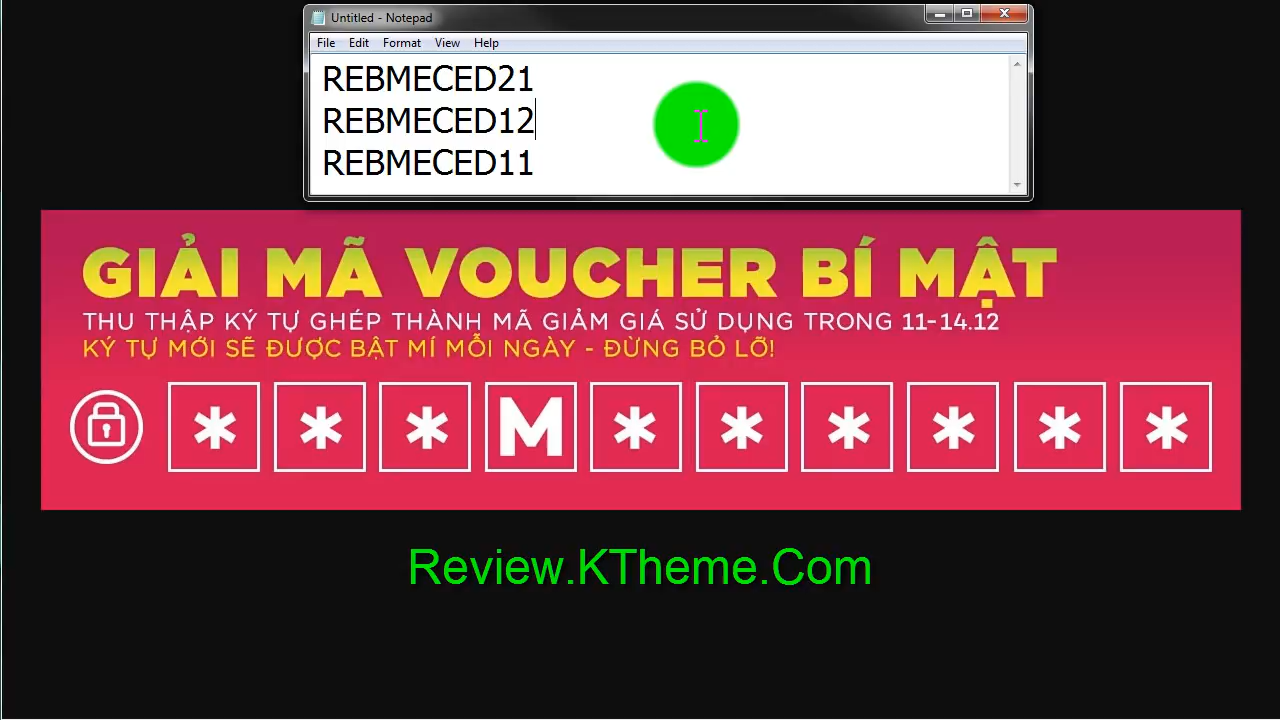 Untitled - Notepad
File Edit Format View Help
REBMECED21
REBMECED12
REBMECED11
GIẢI MÃ VOUCHER BÍ MẬT
THU THẬP KÝ TỰ GHÉP THÀNH MÃ GIẢM GIÁ SỬ DỤNG TRONG 11-14.12
KÝ TỰ MỚI SẼ ĐƯỢC BẬT MÍ MỖI NGÀY - ĐỪNG BỎ LỠ!
* * * M * * * * * *
Review.KTheme.Com